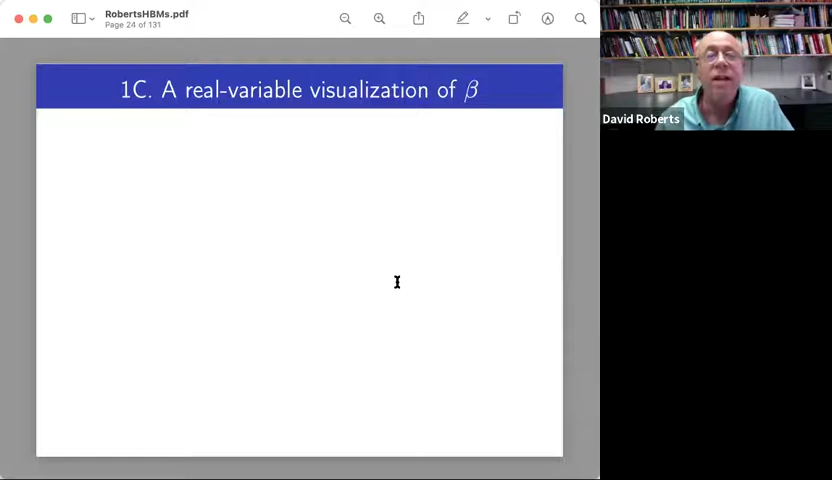 RobertsHBMs.pdf
Page 24 of 131
1C. A real-variable visualization of β
David Roberts